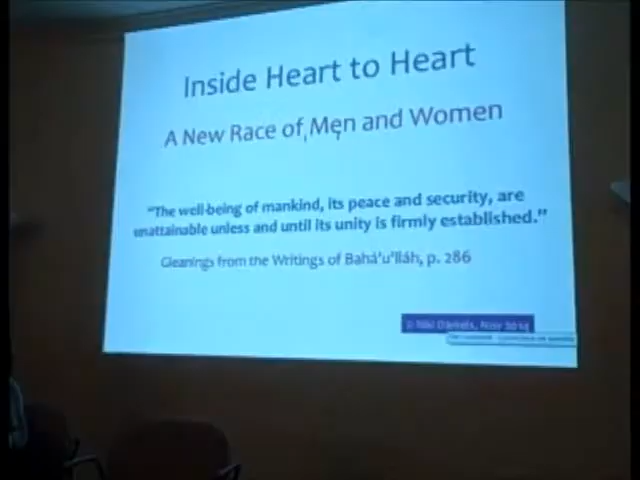 Inside Heart to Heart
A New Race of Men and Women
“The well-being of mankind, its peace and security, are
unattainable unless and until its unity is firmly established.”
Gleanings from the Writings of Bahá’u’lláh, p. 286
Daniels, Nov